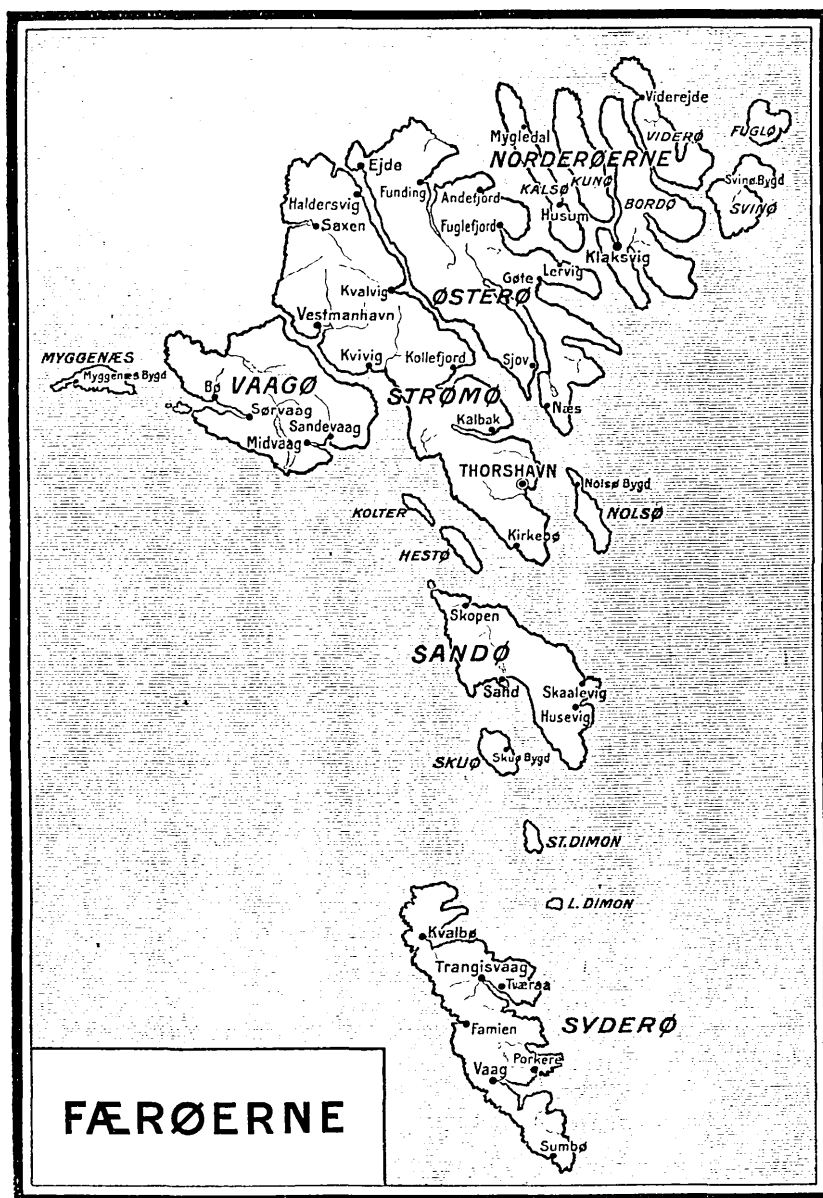 Viderejde
Mygledal
VIDERØ
FUGLØ
NORDERØERNE
Ejde
Svinø Bygd
Haldersvig
Funding
Andefjord
KALSØ
KUNØ
BORDØ
SVINØ
Saxen
Fuglefjord
Husum
Klaksvig
Lervig
Gøte
Kvalvig
ØSTERØ
Vestmanhavn
MYGGENÆS
Myggenæs Bygd
Kvivig
Kollefjord
Sjov
Bø
VAAGØ
STRØMØ
Næs
Sørvaag
Sandevaag
Kalbak
Midvaag
THORSHAVN
Nolsø Bygd
KOLTER
NOLSØ
Kirkebø
HESTØ
Skopen
SANDØ
Sand
Skaalevig
Husevig
SKUØ
Skuø Bygd
ST. DIMON
L. DIMON
Kvalbø
Trangisvaag
Tværaa
Famien
SYDERØ
Porkere
Vaag
Sumbø
FÆRØERNE